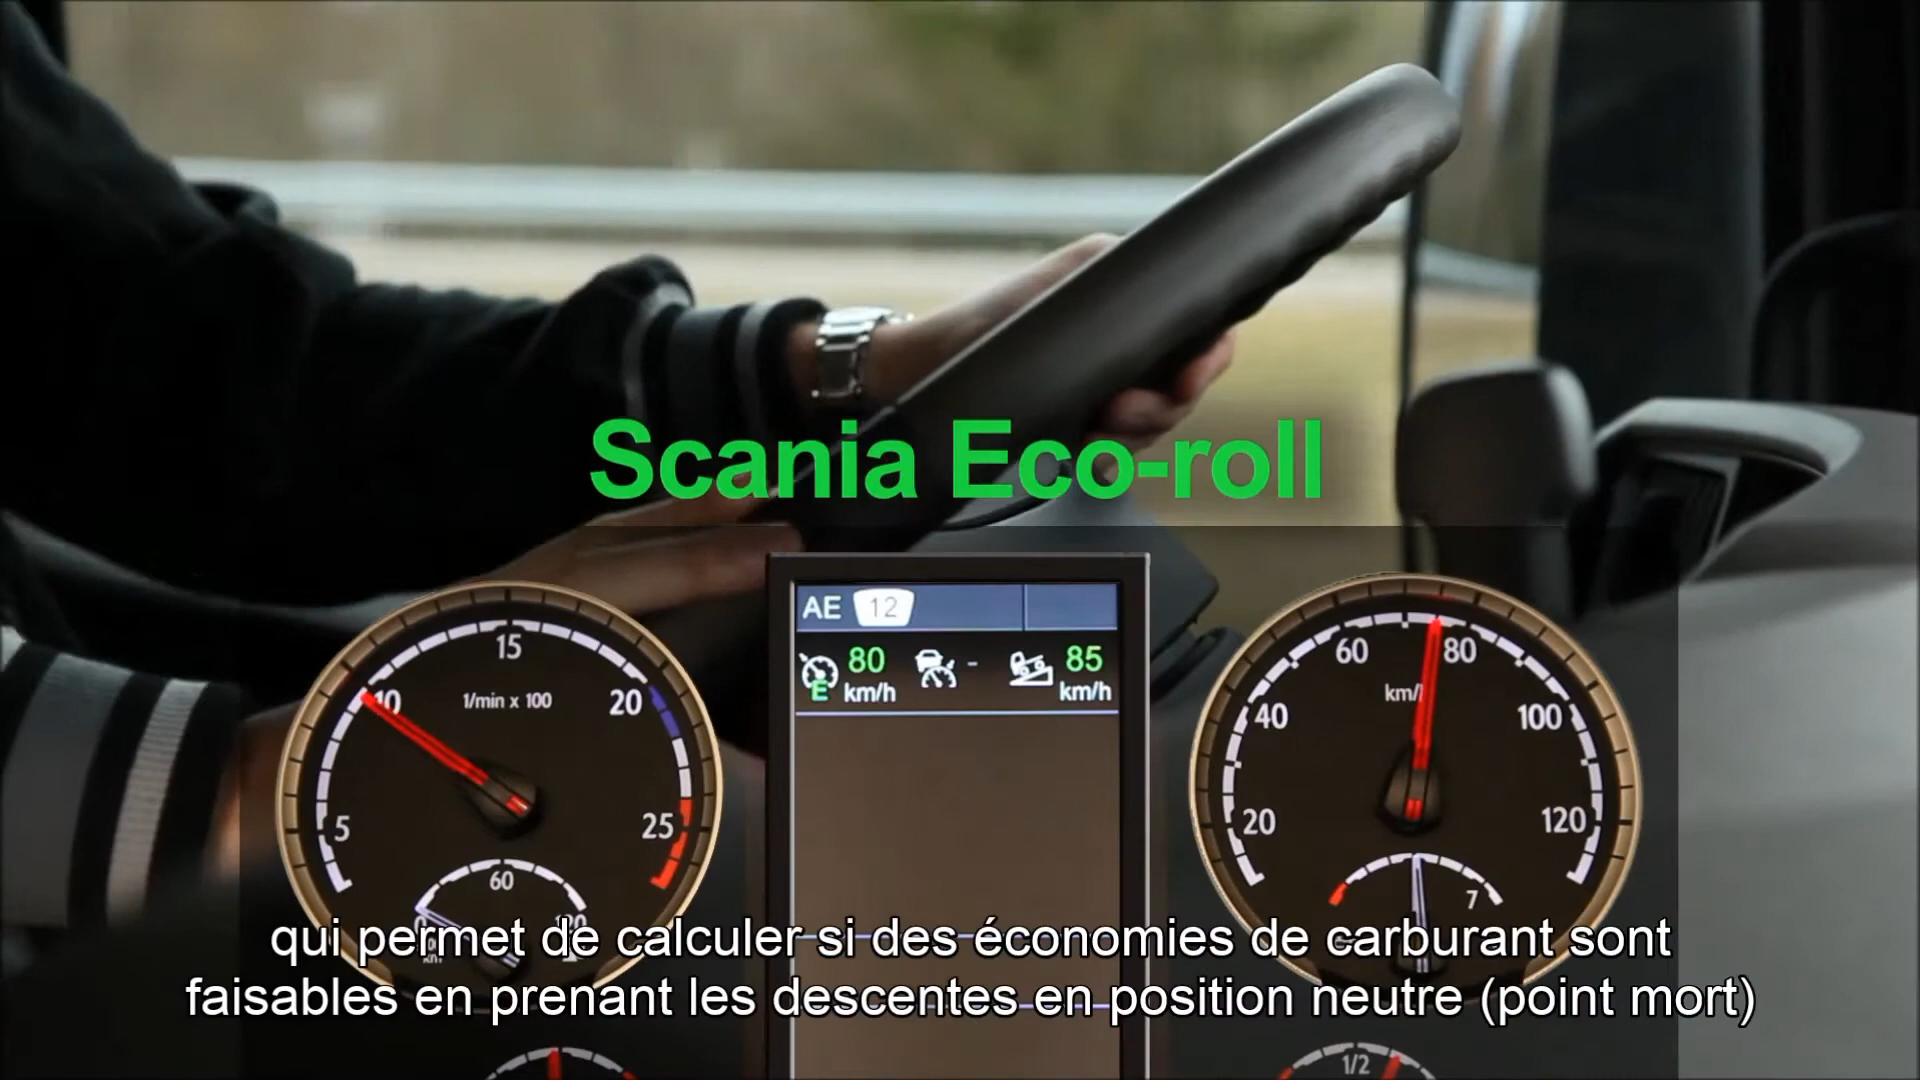 Scania Eco-roll
AE 12
80 km/h
E
-
85 km/h
5
10
15
20
25
1/min x 100
60
20
40
60
80
100
120
km/
7
1/2
qui permet de calculer si des économies de carburant sont
faisables en prenant les descentes en position neutre (point mort)